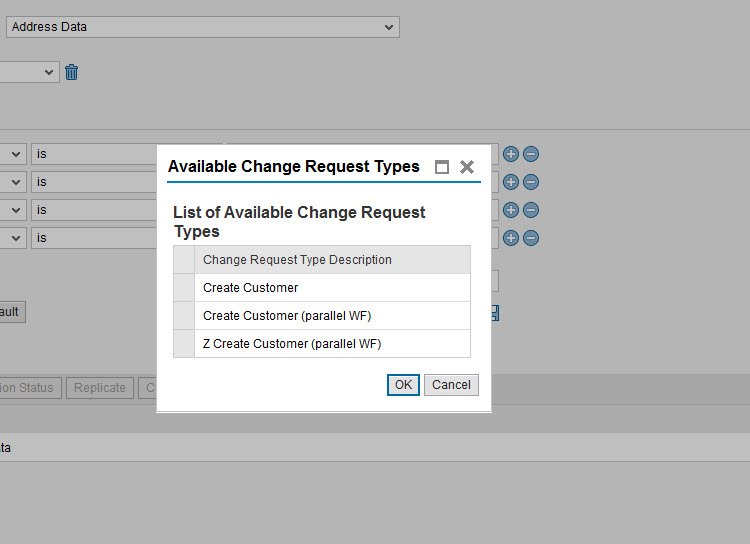 Address Data
is
is
is
is
Available Change Request Types
List of Available Change Request
Types
Change Request Type Description
Create Customer
Create Customer (parallel WF)
Z Create Customer (parallel WF)
OK
Cancel
ault
ion Status
Replicate
C
ta